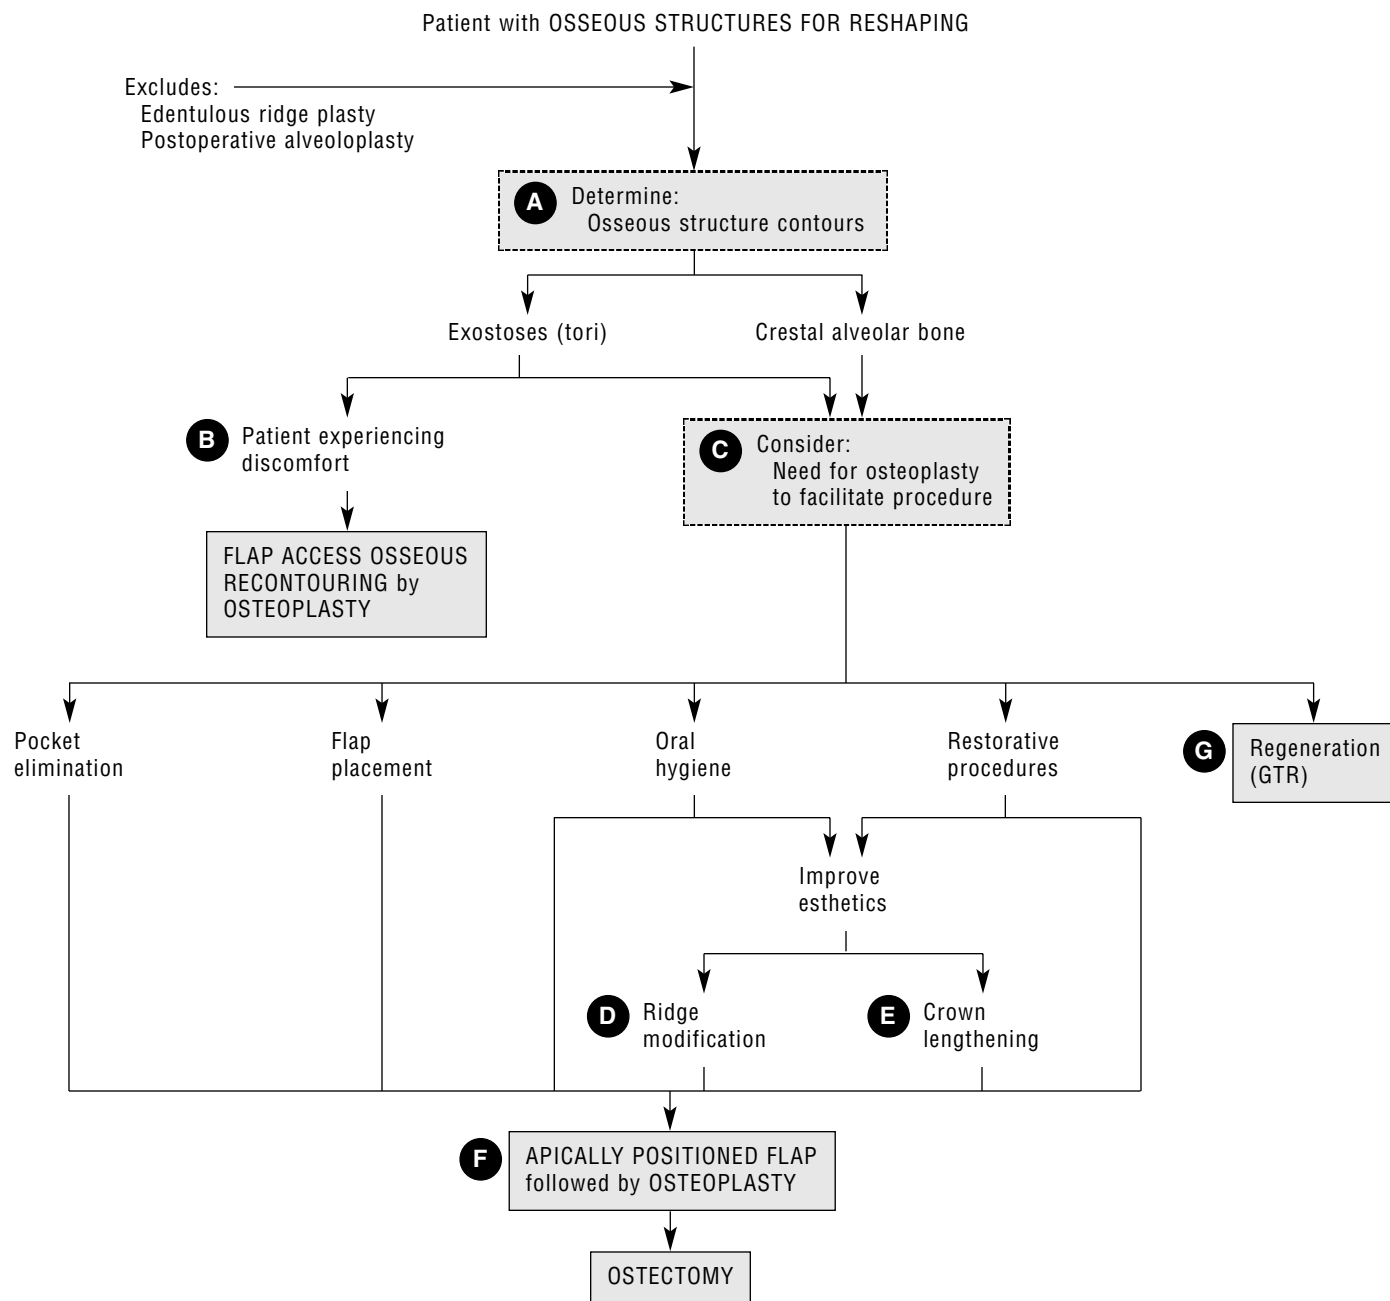 Patient with OSSEOUS STRUCTURES FOR RESHAPING
Excludes:
Edentulous ridge plasty
Postoperative alveoloplasty
A
Determine:
Osseous structure contours
Exostoses (tori)
Crestal alveolar bone
B
Patient experiencing
discomfort
C
Consider:
Need for osteoplasty
to facilitate procedure
FLAP ACCESS OSSEOUS
RECONTOURING by
OSTEOPLASTY
Pocket
elimination
Flap
placement
Oral
hygiene
Restorative
procedures
G
Regeneration
(GTR)
Improve
esthetics
D
Ridge
modification
E
Crown
lengthening
F
APICALLY POSITIONED FLAP
followed by OSTEOPLASTY
OSTECTOMY